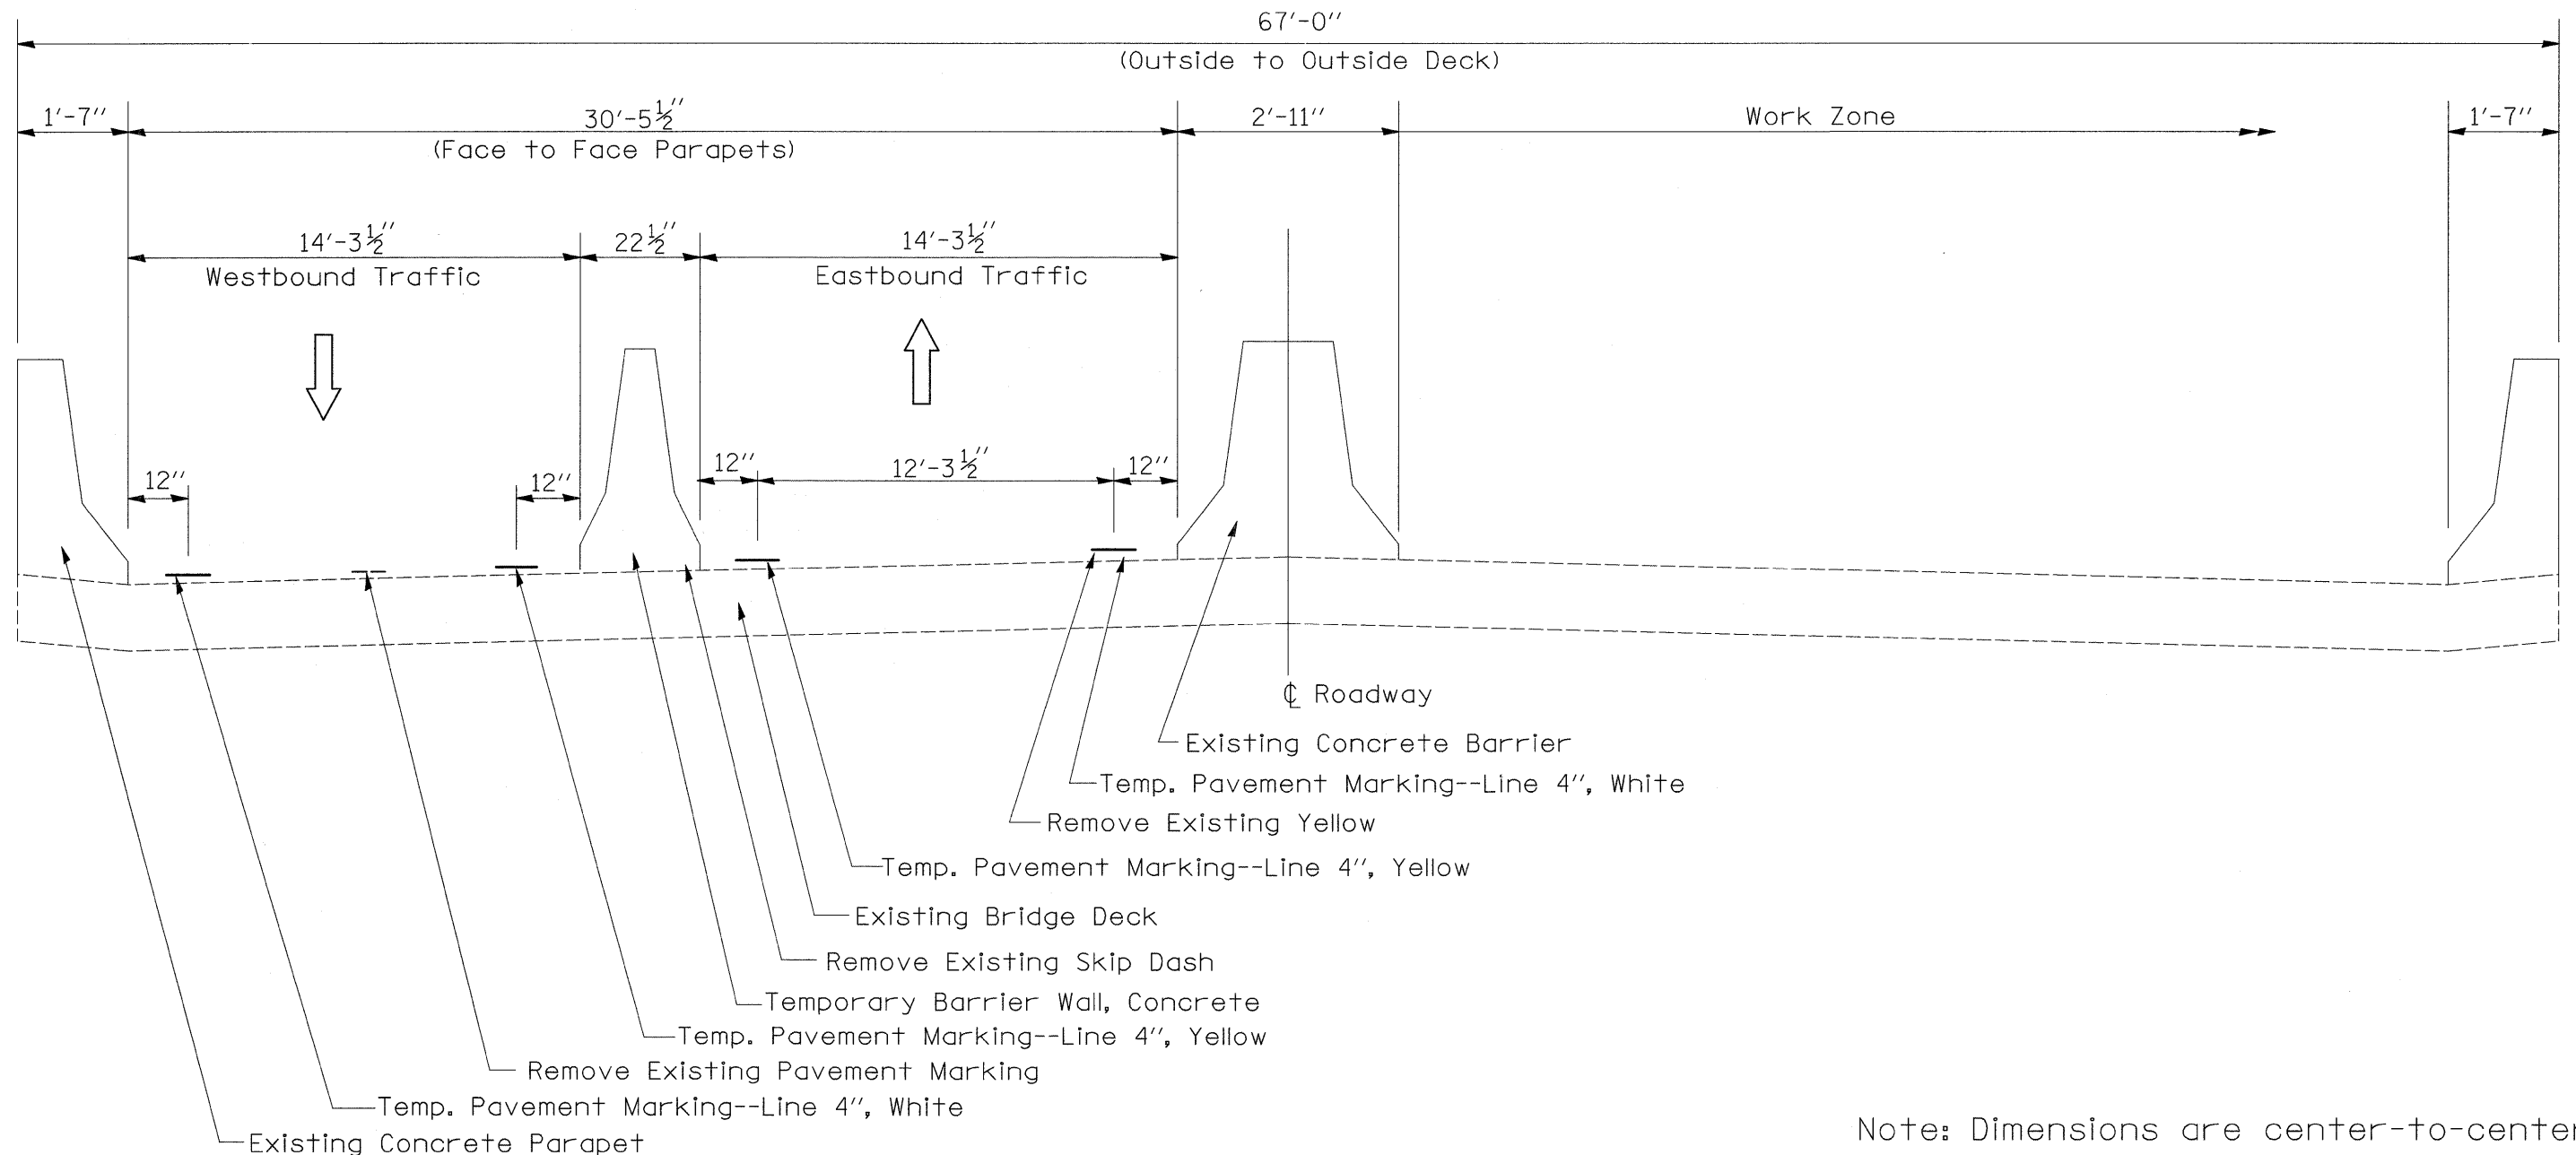 67'-0"
(Outside to Outside Deck)
1'-7"
30'-5½"
2'-11"
Work Zone
1'-7"
(Face to Face Parapets)
14'-3½"
22½"
14'-3½"
Westbound Traffic
Eastbound Traffic
12"
12"
12"
12'-3½"
12"
℄ Roadway
Existing Concrete Barrier
Temp. Pavement Marking--Line 4", White
Remove Existing Yellow
Temp. Pavement Marking--Line 4", Yellow
Existing Bridge Deck
Remove Existing Skip Dash
Temporary Barrier Wall, Concrete
Temp. Pavement Marking--Line 4", Yellow
Remove Existing Pavement Marking
Temp. Pavement Marking--Line 4", White
Existing Concrete Parapet
Note: Dimensions are center-to-center